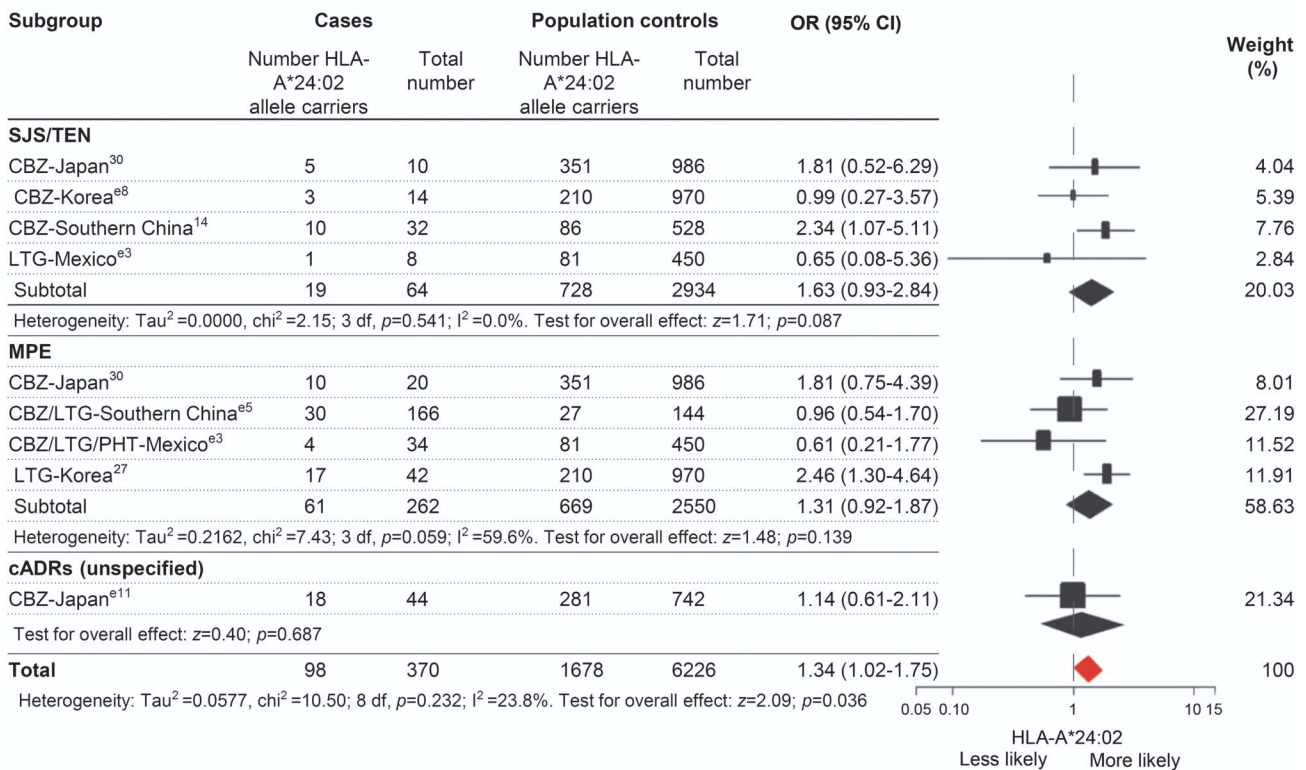 Subgroup Cases Population controls OR (95% CI) Weight (%)
Number HLA-A*24:02 allele carriers Total number Number HLA-A*24:02 allele carriers Total number
SJS/TEN
CBZ-Japan30 5 10 351 986 1.81 (0.52-6.29) 4.04
CBZ-Koreae8 3 14 210 970 0.99 (0.27-3.57) 5.39
CBZ-Southern China14 10 32 86 528 2.34 (1.07-5.11) 7.76
LTG-Mexicoe3 1 8 81 450 0.65 (0.08-5.36) 2.84
Subtotal 19 64 728 2934 1.63 (0.93-2.84) 20.03
Heterogeneity: Tau2 =0.0000, chi2 =2.15; 3 df, p=0.541; I2 =0.0%. Test for overall effect: z=1.71; p=0.087
MPE
CBZ-Japan30 10 20 351 986 1.81 (0.75-4.39) 8.01
CBZ/LTG-Southern Chinae5 30 166 27 144 0.96 (0.54-1.70) 27.19
CBZ/LTG/PHT-Mexicoe3 4 34 81 450 0.61 (0.21-1.77) 11.52
LTG-Korea27 17 42 210 970 2.46 (1.30-4.64) 11.91
Subtotal 61 262 669 2550 1.31 (0.92-1.87) 58.63
Heterogeneity: Tau2 =0.2162, chi2 =7.43; 3 df, p=0.059; I2 =59.6%. Test for overall effect: z=1.48; p=0.139
cADRs (unspecified)
CBZ-Japane11 18 44 281 742 1.14 (0.61-2.11) 21.34
Test for overall effect: z=0.40; p=0.687
Total 98 370 1678 6226 1.34 (1.02-1.75) 100
Heterogeneity: Tau2 =0.0577, chi2 =10.50; 8 df, p=0.232; I2 =23.8%. Test for overall effect: z=2.09; p=0.036
0.05 0.10 1 10 15
HLA-A*24:02
Less likely More likely